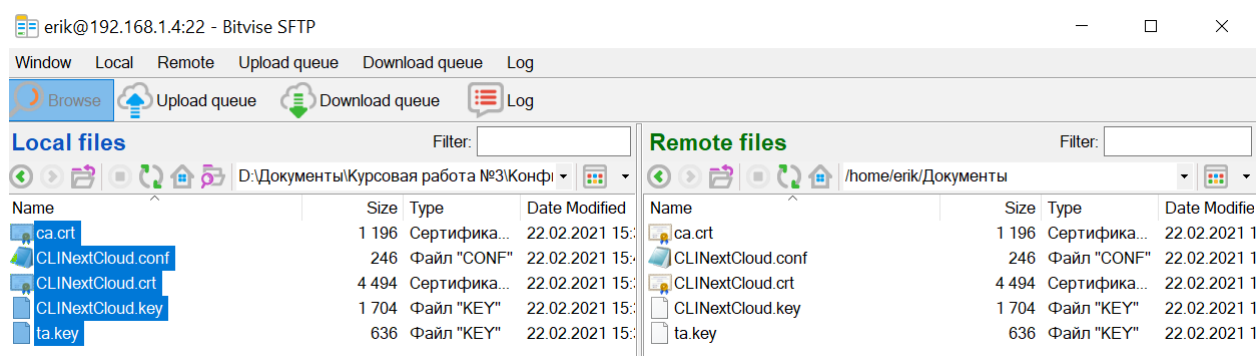 erik@192.168.1.4:22 - Bitvise SFTP
Window Local Remote Upload queue Download queue Log
Browse Upload queue Download queue Log
Local files Filter: Remote files Filter:
D:\Документы\Курсовая работа №3\Конфі /home/erik/Документы
Name Size Type Date Modified Name Size Type Date Modifie
ca.crt 1 196 Сертифика... 22.02.2021 15: ca.crt 1 196 Сертифика... 22.02.2021 1
CLINextCloud.conf 246 Файл "CONF" 22.02.2021 15: CLINextCloud.conf 246 Файл "CONF" 22.02.2021 1
CLINextCloud.crt 4 494 Сертифика... 22.02.2021 15: CLINextCloud.crt 4 494 Сертифика... 22.02.2021 1
CLINextCloud.key 1 704 Файл "KEY" 22.02.2021 15: CLINextCloud.key 1 704 Файл "KEY" 22.02.2021 1
ta.key 636 Файл "KEY" 22.02.2021 15: ta.key 636 Файл "KEY" 22.02.2021 1